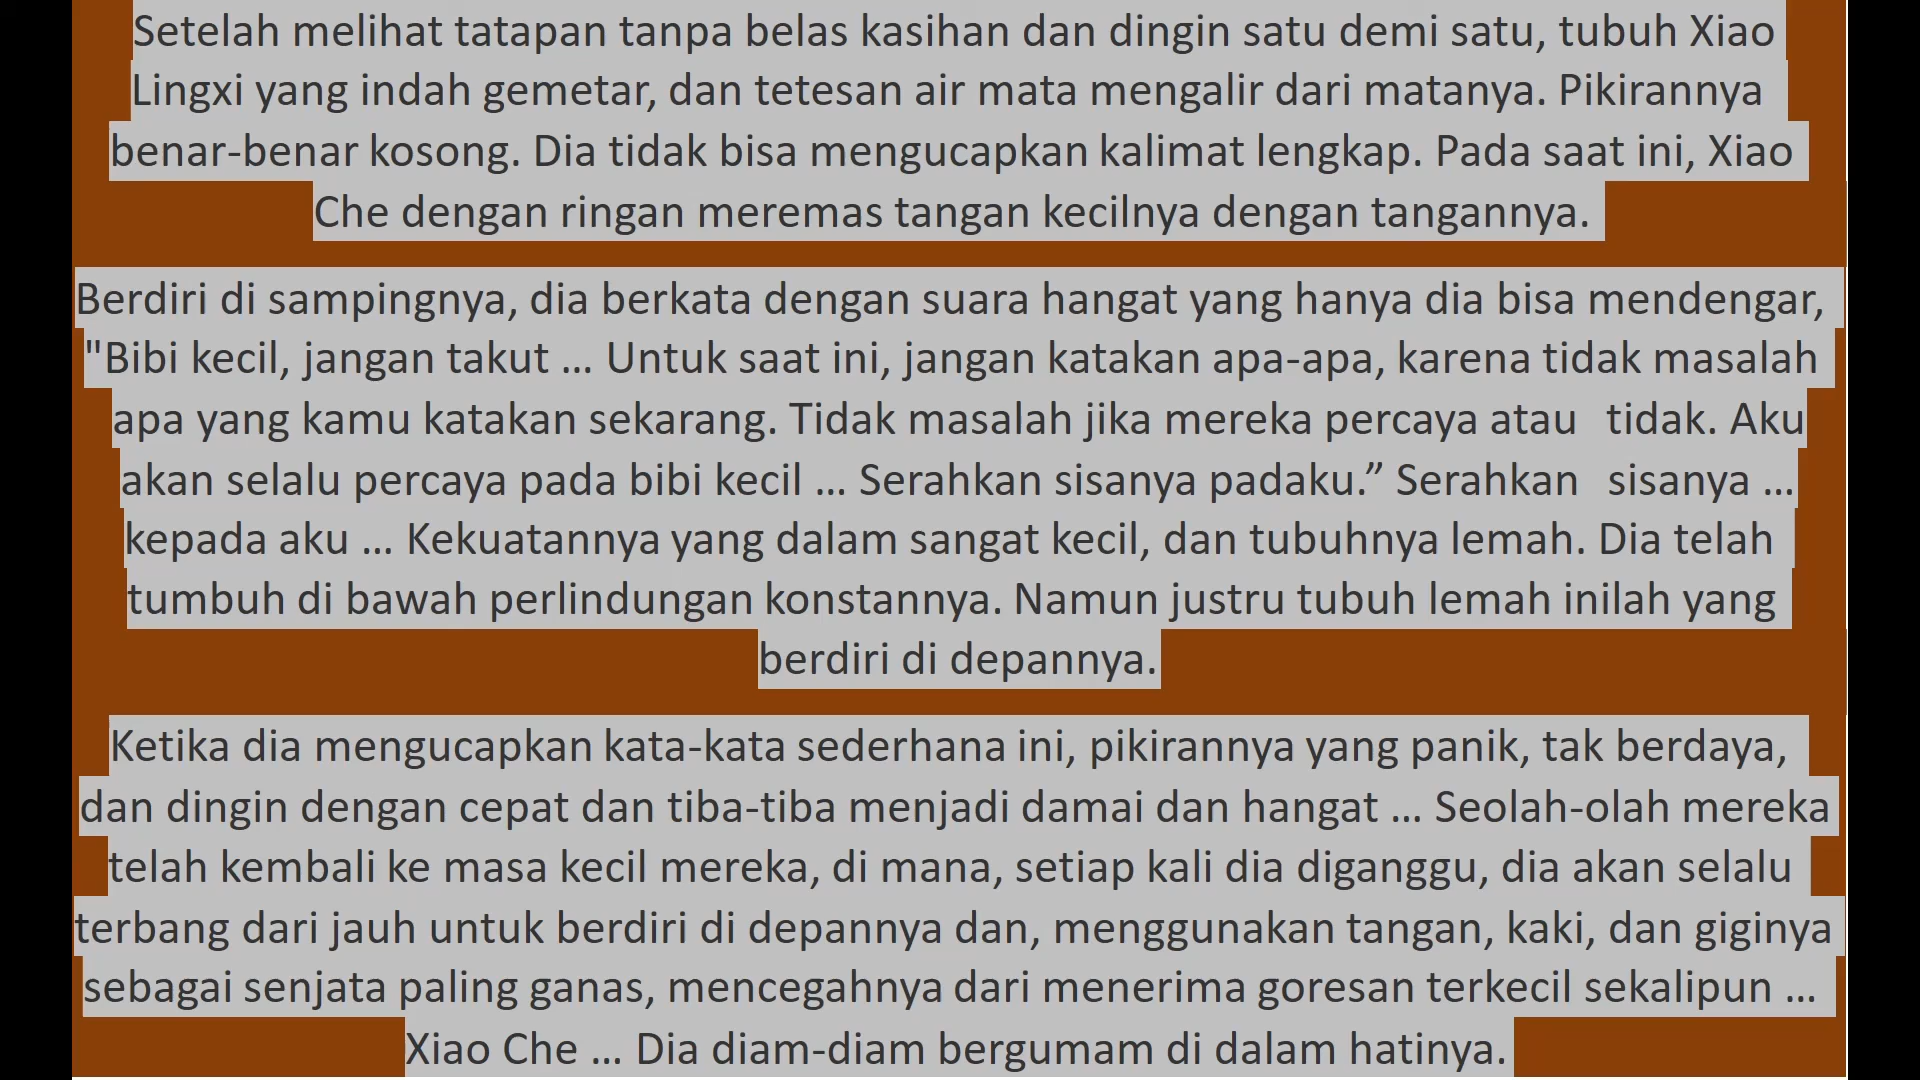 Setelah melihat tatapan tanpa belas kasihan dan dingin satu demi satu, tubuh Xiao
Lingxi yang indah gemetar, dan tetesan air mata mengalir dari matanya. Pikirannya
benar-benar kosong. Dia tidak bisa mengucapkan kalimat lengkap. Pada saat ini, Xiao
Che dengan ringan meremas tangan kecilnya dengan tangannya.
Berdiri di sampingnya, dia berkata dengan suara hangat yang hanya dia bisa mendengar,
"Bibi kecil, jangan takut ... Untuk saat ini, jangan katakan apa-apa, karena tidak masalah
apa yang kamu katakan sekarang. Tidak masalah jika mereka percaya atau tidak. Aku
akan selalu percaya pada bibi kecil ... Serahkan sisanya padaku.” Serahkan sisanya ...
kepada aku ... Kekuatannya yang dalam sangat kecil, dan tubuhnya lemah. Dia telah
tumbuh di bawah perlindungan konstannya. Namun justru tubuh lemah inilah yang
berdiri di depannya.
Ketika dia mengucapkan kata-kata sederhana ini, pikirannya yang panik, tak berdaya,
dan dingin dengan cepat dan tiba-tiba menjadi damai dan hangat ... Seolah-olah mereka
telah kembali ke masa kecil mereka, di mana, setiap kali dia diganggu, dia akan selalu
terbang dari jauh untuk berdiri di depannya dan, menggunakan tangan, kaki, dan giginya
sebagai senjata paling ganas, mencegahnya dari menerima goresan terkecil sekalipun ...
Xiao Che ... Dia diam-diam bergumam di dalam hatinya.